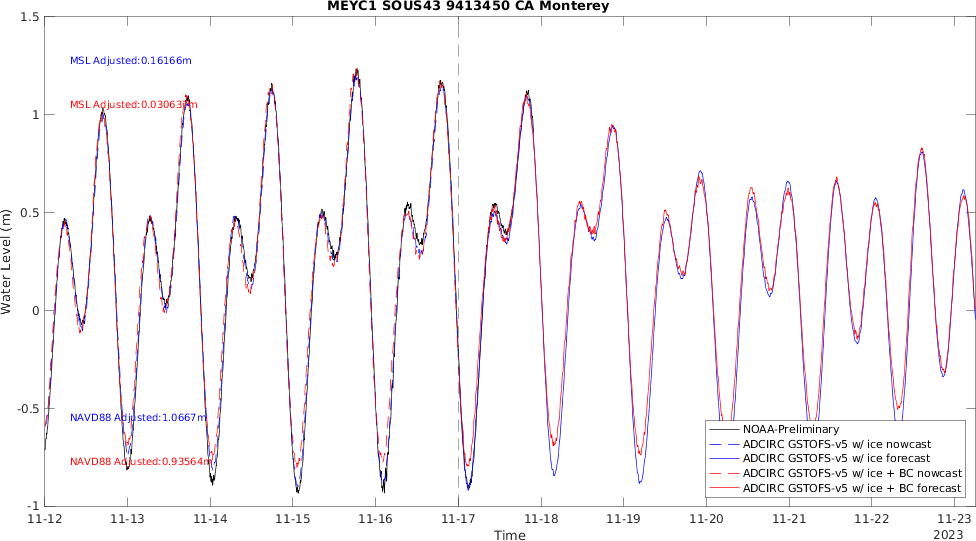 MEYC1 SOUS43 9413450 CA Monterey
1.5
1
0.5
0
-0.5
-1
Water Level (m)
MSL Adjusted:0.16166m
MSL Adjusted:0.03063
NAVD88 Adjusted:1.0667m
NAVD88 Adjusted:0.93564m
NOAA-Preliminary
ADCIRC GSTOFS-v5 w/ ice nowcast
ADCIRC GSTOFS-v5 w/ ice forecast
ADCIRC GSTOFS-v5 w/ ice + BC nowcast
ADCIRC GSTOFS-v5 w/ ice + BC forecast
11-12 11-13 11-14 11-15 11-16 11-17 11-18 11-19 11-20 11-21 11-22 11-23
2023
Time